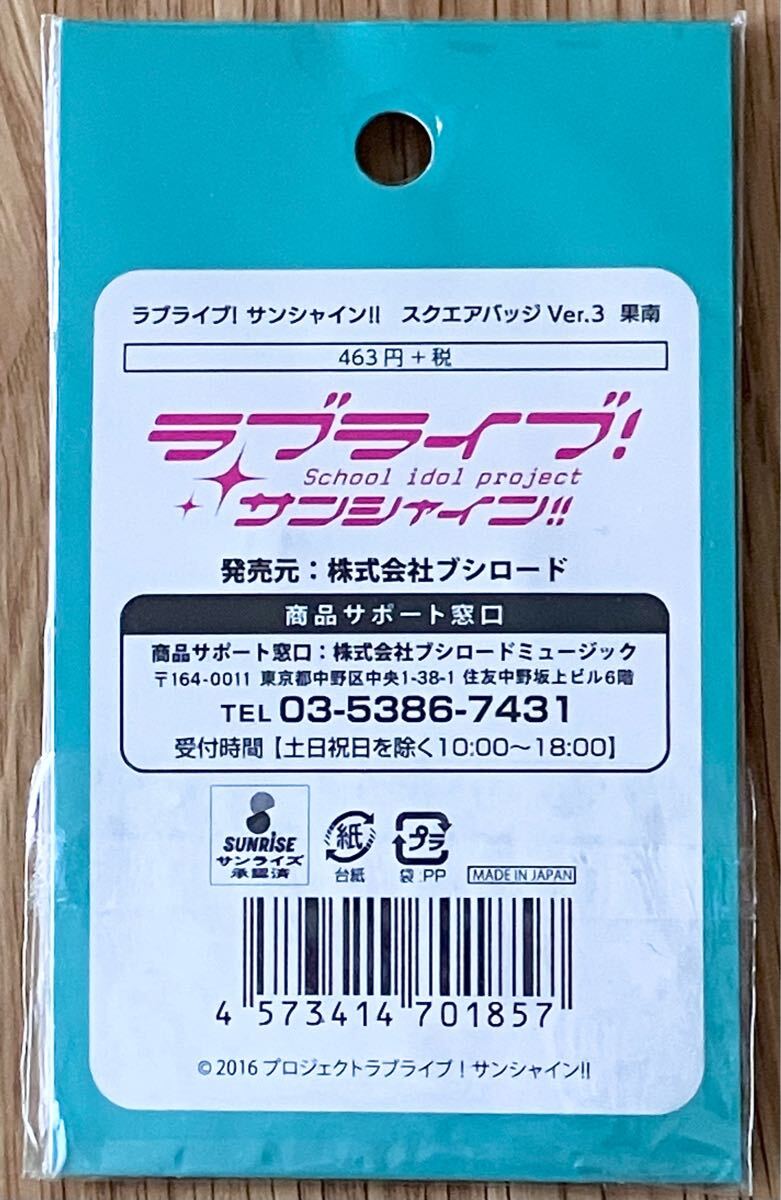 ラブライブ! サンシャイン!! スクエアバッジ Ver.3 果南
463円+税
ラブライブ!
School idol project
サンシャイン!!
発売元：株式会社ブシロード
商品サポート窓口
商品サポート窓口：株式会社ブシロードミュージック
〒164-0011 東京都中野区中央1-38-1 住友中野坂上ビル6階
TEL 03-5386-7431
受付時間【土日祝日を除く10:00〜18:00】
SUNRISE
サンライズ
承認済
紙
台紙
プラ
袋:PP
MADE IN JAPAN
4 573414 701857
©2016 プロジェクトラブライブ！サンシャイン!!